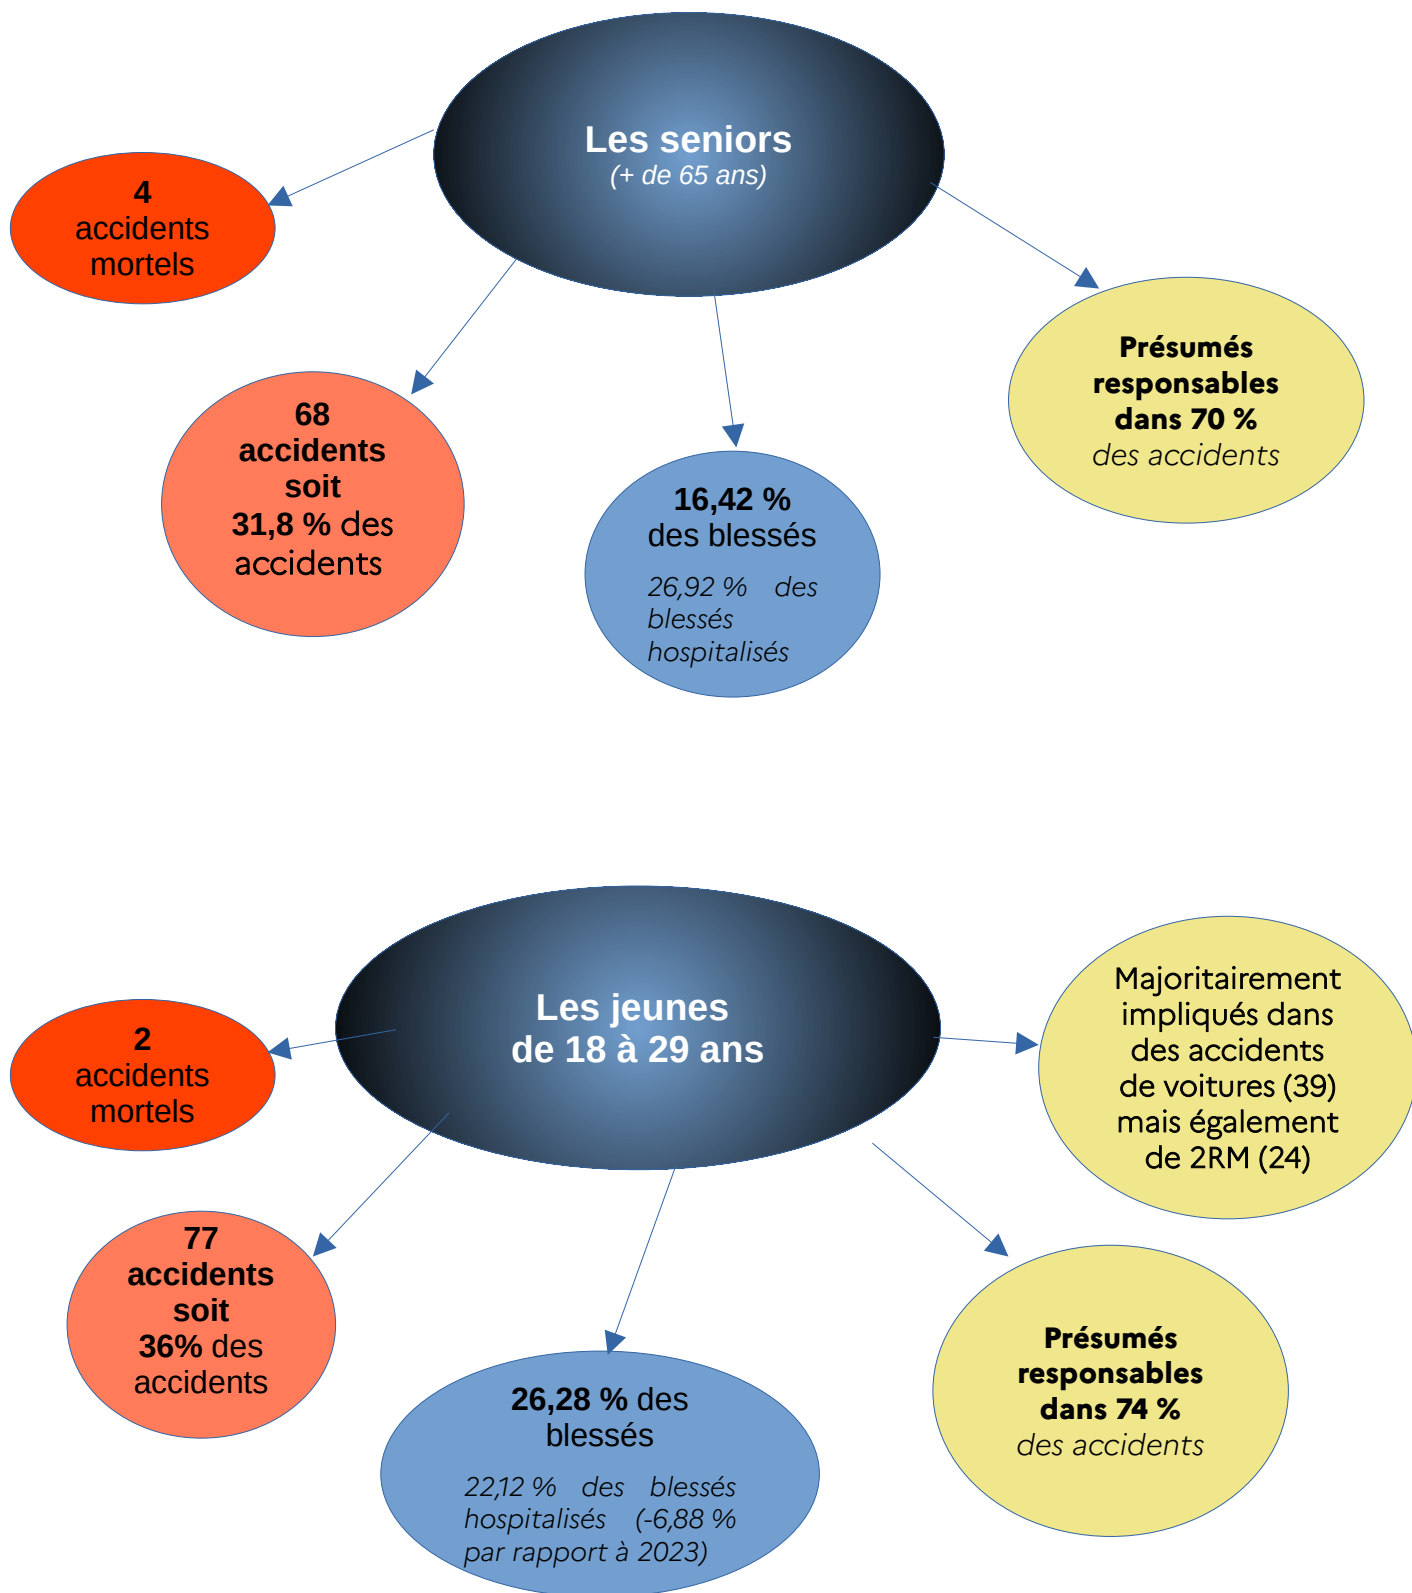 Les seniors
(+ de 65 ans)
4
accidents
mortels
68
accidents
soit
31,8 % des
accidents
16,42 %
des blessés
26,92 % des
blessés
hospitalisés
Présumés
responsables
dans 70 %
des accidents
Les jeunes
de 18 à 29 ans
2
accidents
mortels
77
accidents
soit
36% des
accidents
26,28 % des
blessés
22,12 % des blessés
hospitalisés (-6,88 %
par rapport à 2023)
Présumés
responsables
dans 74 %
des accidents
Majoritairement
impliqués dans
des accidents
de voitures (39)
mais également
de 2RM (24)